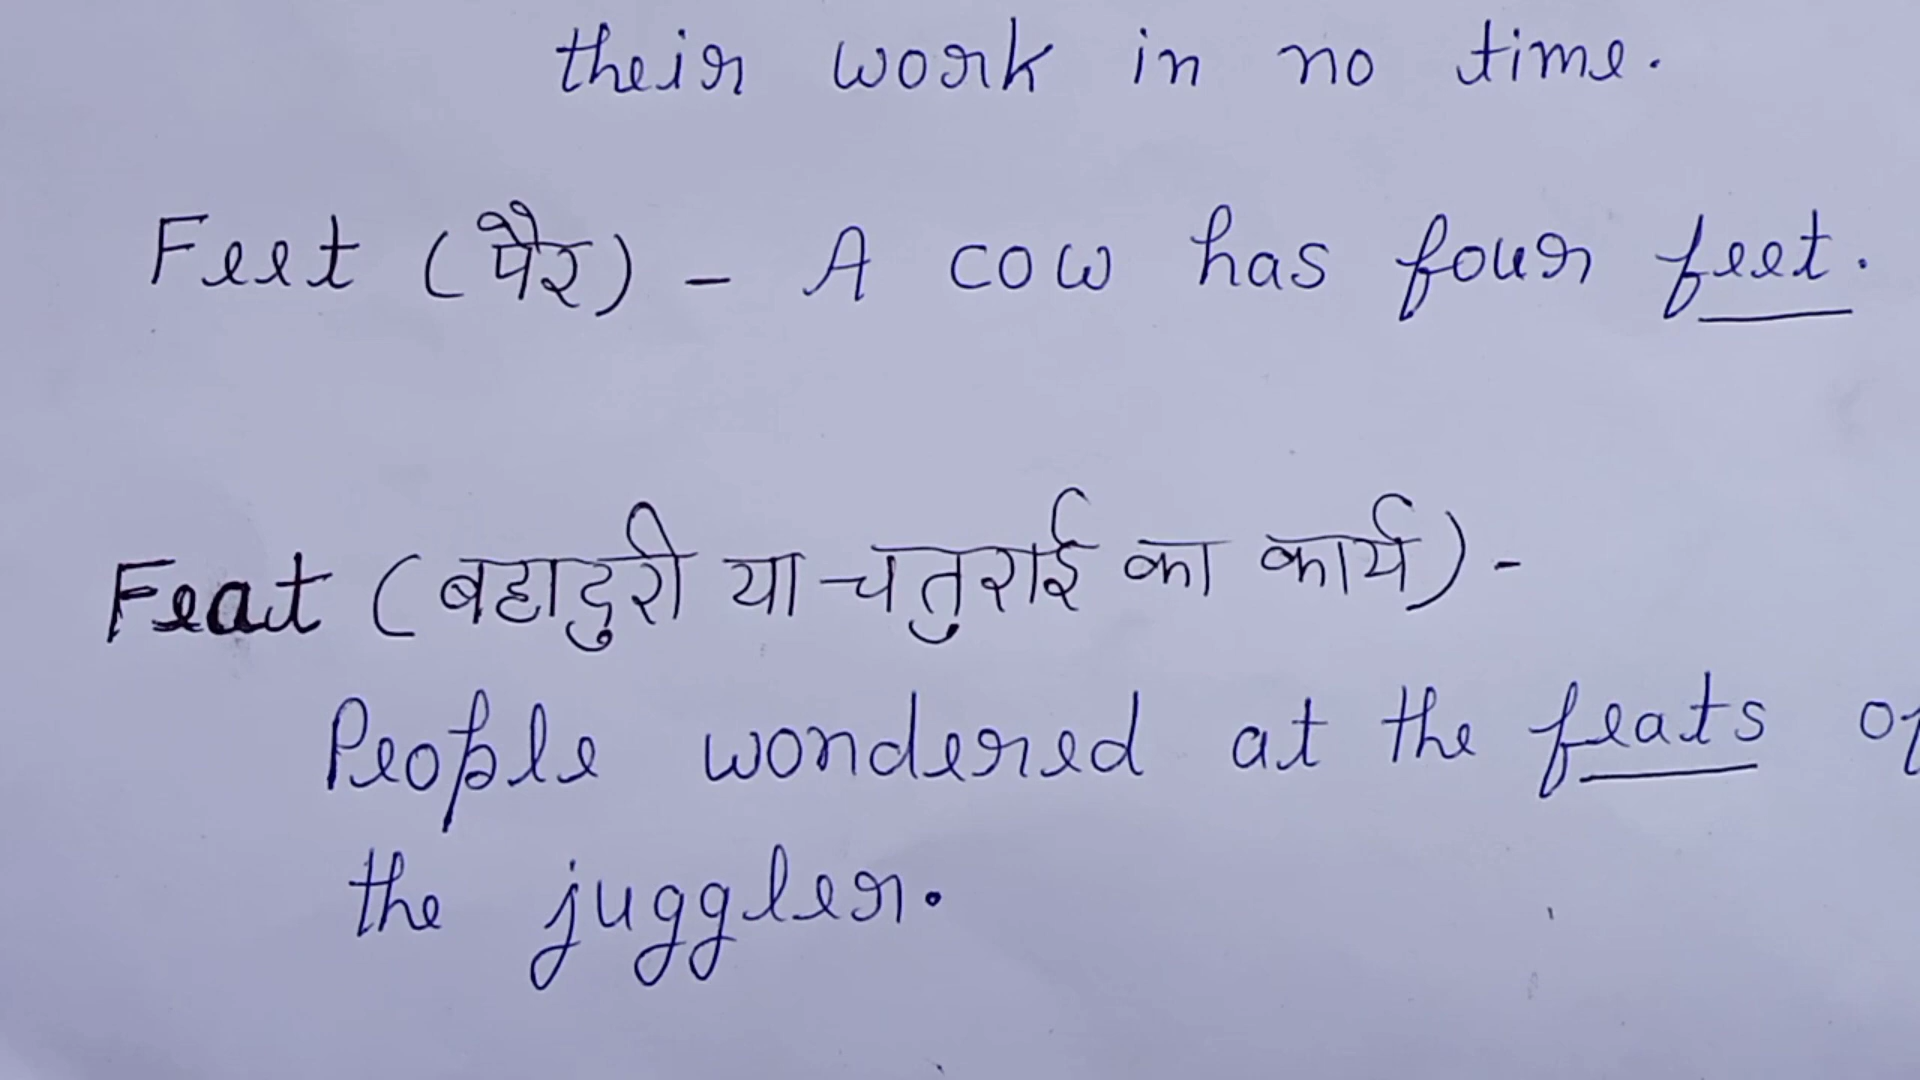 their work in no time.
Feet (पैर) - A cow has four feet.
Feat (बहादुरी या चतुराई का कार्य) -
People wondered at the feats of
the juggler.